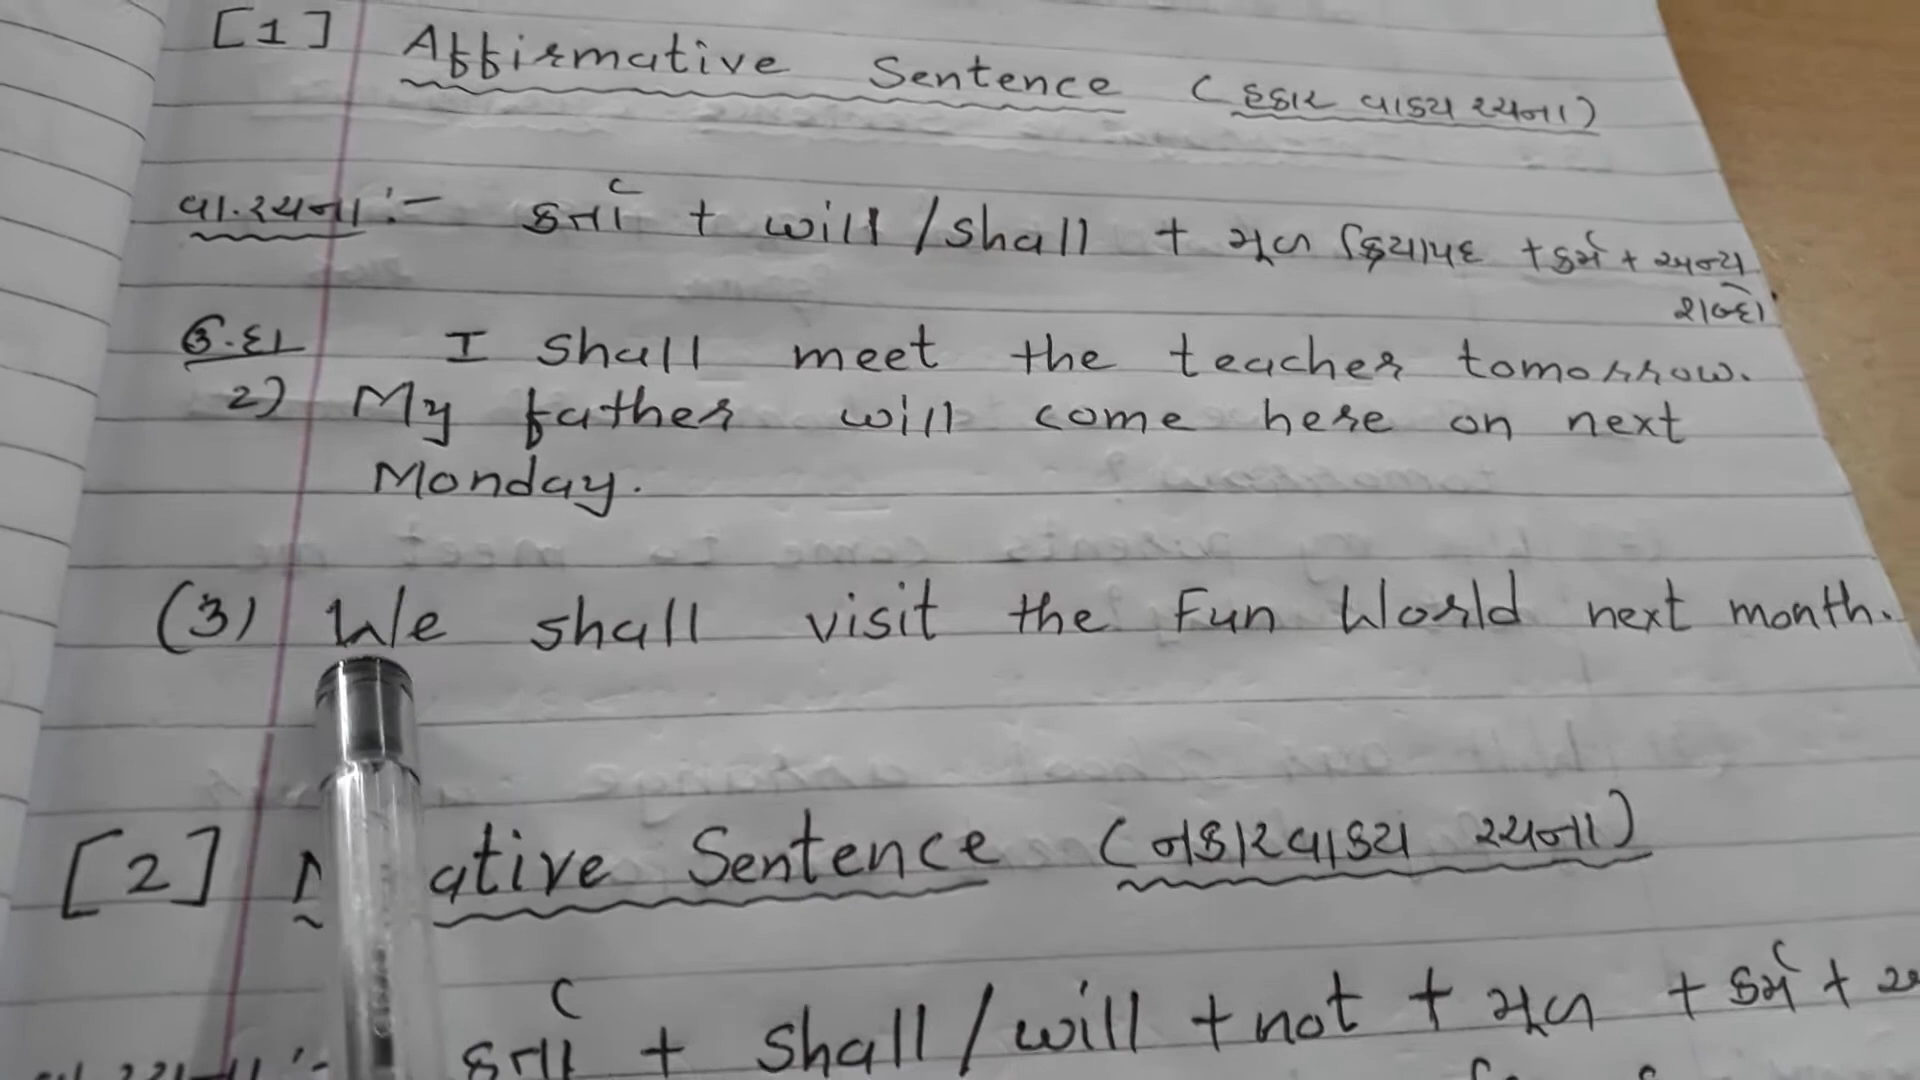 [1] Affirmative Sentence (હકાર વાક્ય રચના)
વા.રચના :- કર્તા + will / shall + મૂળ ક્રિયાપદ + કર્મ + અન્ય
શબ્દો
ઉ.દા I shall meet the teacher tomorrow.
2) My father will come here on next
Monday.
(3) We shall visit the Fun World next month.
[2] ative Sentence (નકારવાક્ય રચના)
કર્તા + shall / will + not + મૂળ + કર્મ +